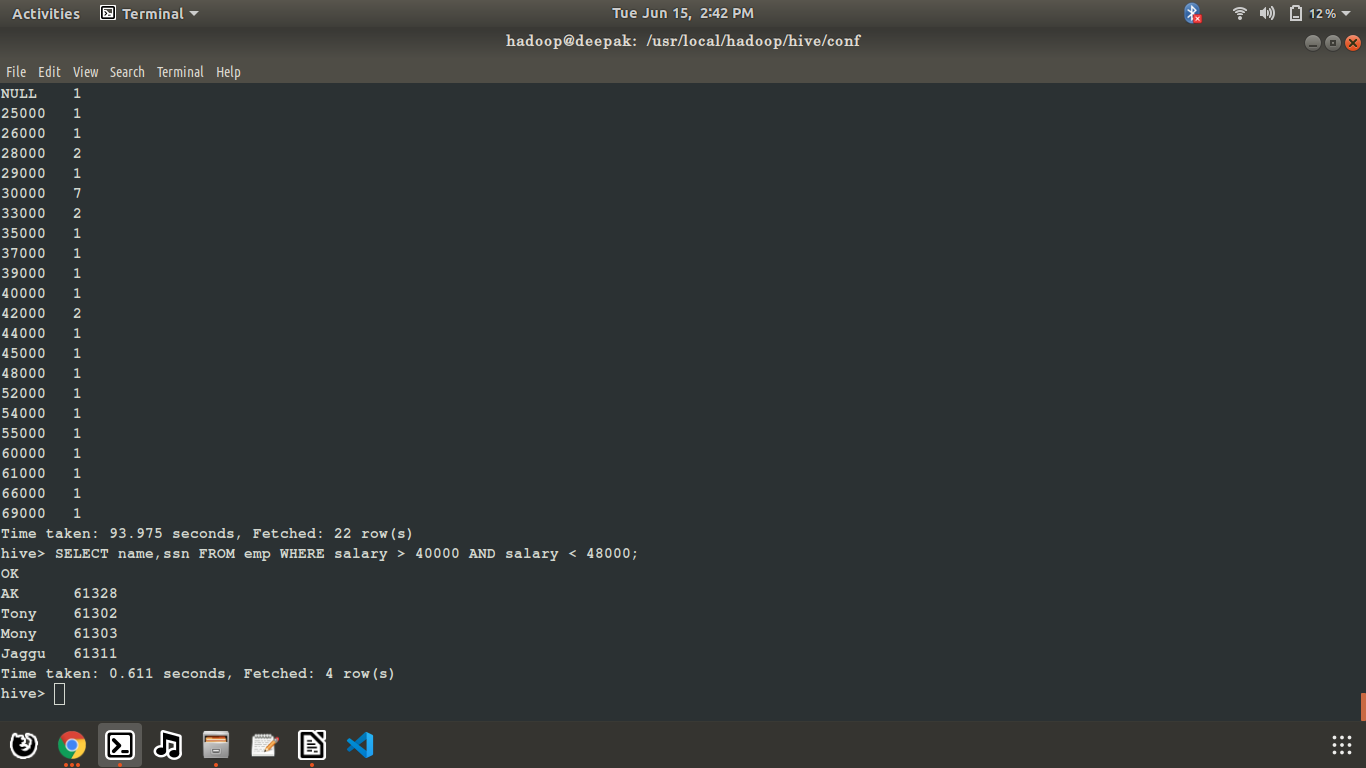 Activities Terminal Tue Jun 15, 2:42 PM 12%
hadoop@deepak: /usr/local/hadoop/hive/conf
File Edit View Search Terminal Help
NULL 1
25000 1
26000 1
28000 2
29000 1
30000 7
33000 2
35000 1
37000 1
39000 1
40000 1
42000 2
44000 1
45000 1
48000 1
52000 1
54000 1
55000 1
60000 1
61000 1
66000 1
69000 1
Time taken: 93.975 seconds, Fetched: 22 row(s)
hive> SELECT name,ssn FROM emp WHERE salary > 40000 AND salary < 48000;
OK
AK 61328
Tony 61302
Mony 61303
Jaggu 61311
Time taken: 0.611 seconds, Fetched: 4 row(s)
hive>